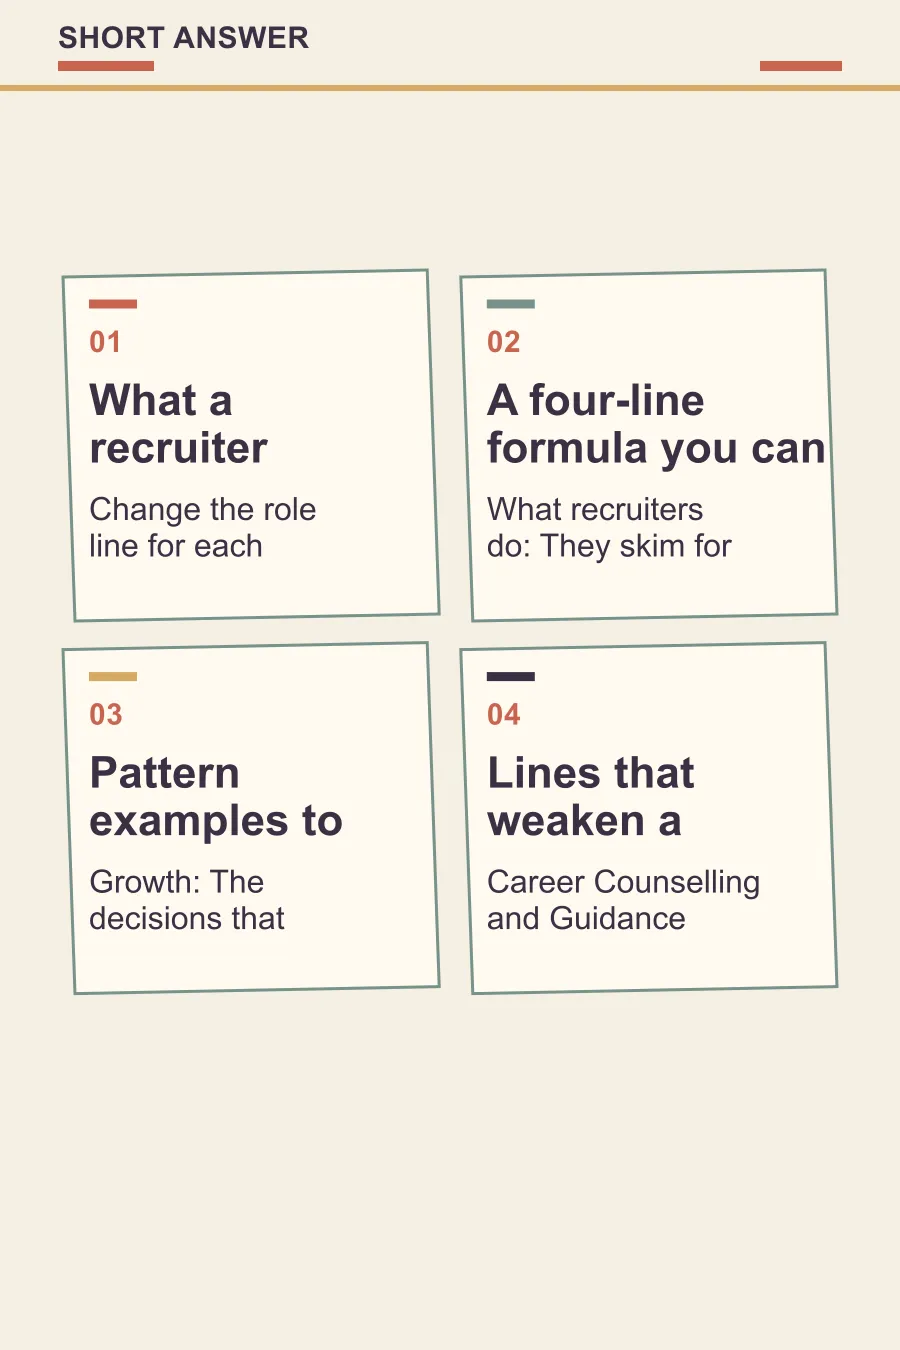 SHORT ANSWER
01
What a
recruiter
Change the role
line for each
02
A four-line
formula you can
What recruiters
do: They skim for
03
Pattern
examples to
Growth: The
decisions that
04
Lines that
weaken a
Career Counselling
and Guidance